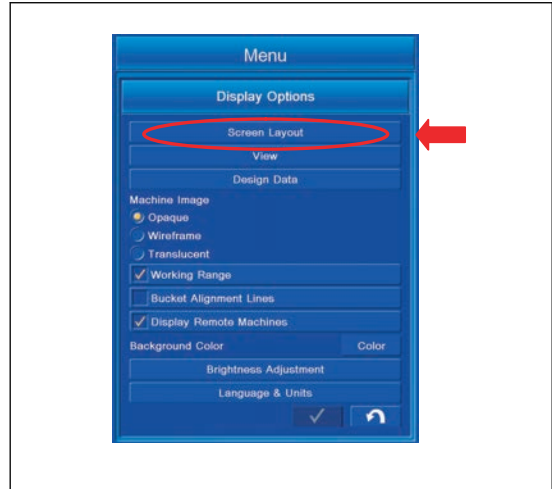 Menu
Display Options
Screen Layout
View
Design Data
Machine Image
Opaque
Wireframe
Translucent
Working Range
Bucket Alignment Lines
Display Remote Machines
Background Color Color
Brightness Adjustment
Language & Units